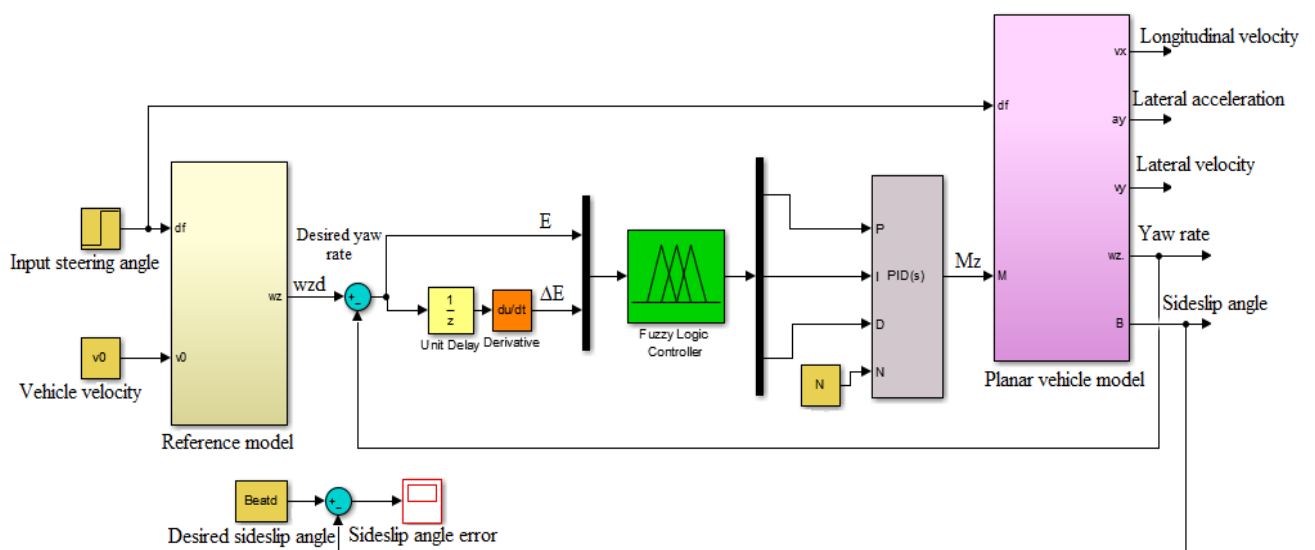 Longitudinal velocity
vx
df
Lateral acceleration
ay
Lateral velocity
vy
Yaw rate
wz.
M
Sideslip angle
B
Planar vehicle model
Input steering angle
df
wz
v0
v0
Vehicle velocity
Reference model
Desired yaw
rate
wzd
+
-
E
ΔE
1
z
Unit Delay
du/dt
Derivative
Fuzzy Logic
Controller
P
I
PID(s)
D
N
N
Mz
Beatd
Desired sideslip angle
+
-
Sideslip angle error